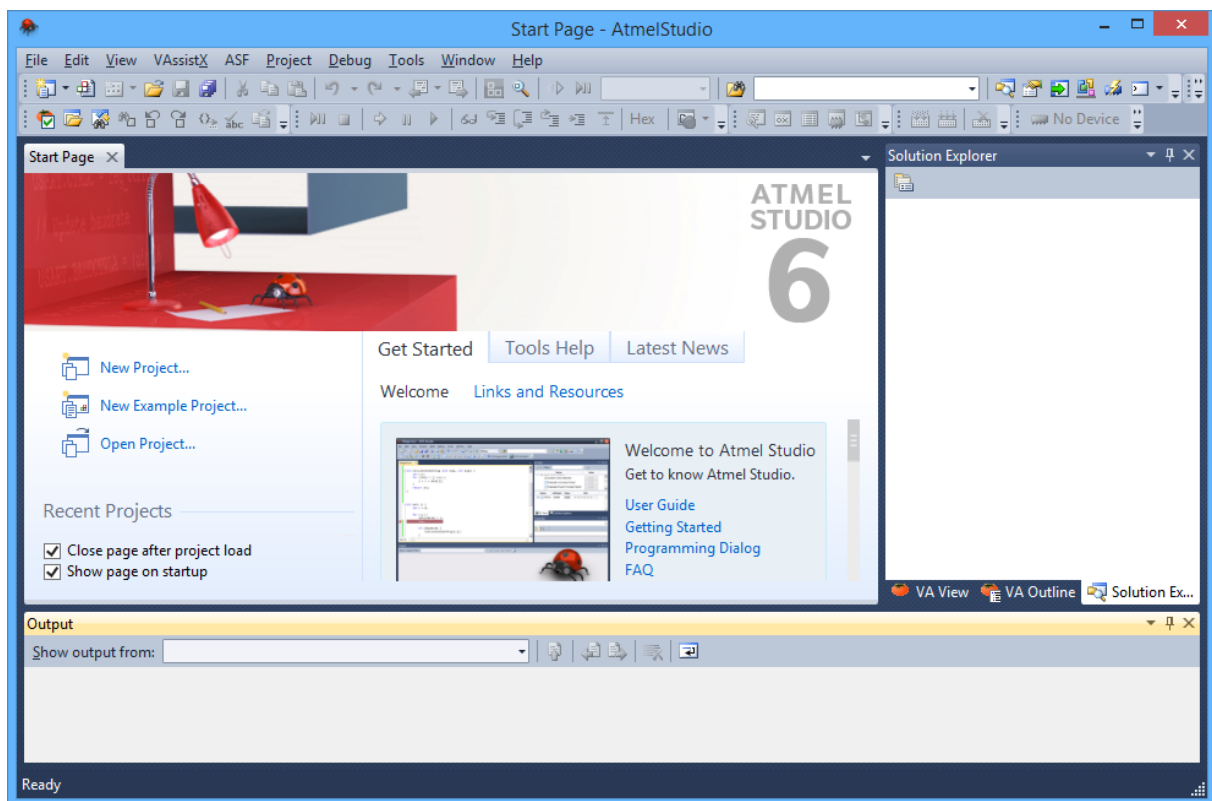 Start Page - AtmelStudio
File Edit View VAssistX ASF Project Debug Tools Window Help
Hex No Device
Start Page
Solution Explorer
ATMEL
STUDIO
6
New Project...
New Example Project...
Open Project...
Recent Projects
Close page after project load
Show page on startup
Get Started Tools Help Latest News
Welcome Links and Resources
Welcome to Atmel Studio
Get to know Atmel Studio.
User Guide
Getting Started
Programming Dialog
FAQ
VA View VA Outline Solution Ex...
Output
Show output from:
Ready